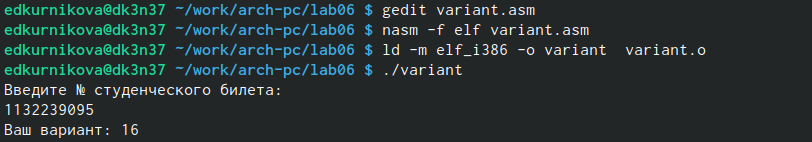 edkurnikova@dk3n37 ~/work/arch-pc/lab06 $ gedit variant.asm
edkurnikova@dk3n37 ~/work/arch-pc/lab06 $ nasm -f elf variant.asm
edkurnikova@dk3n37 ~/work/arch-pc/lab06 $ ld -m elf_i386 -o variant  variant.o
edkurnikova@dk3n37 ~/work/arch-pc/lab06 $ ./variant
Введите № студенческого билета:
1132239095
Ваш вариант: 16